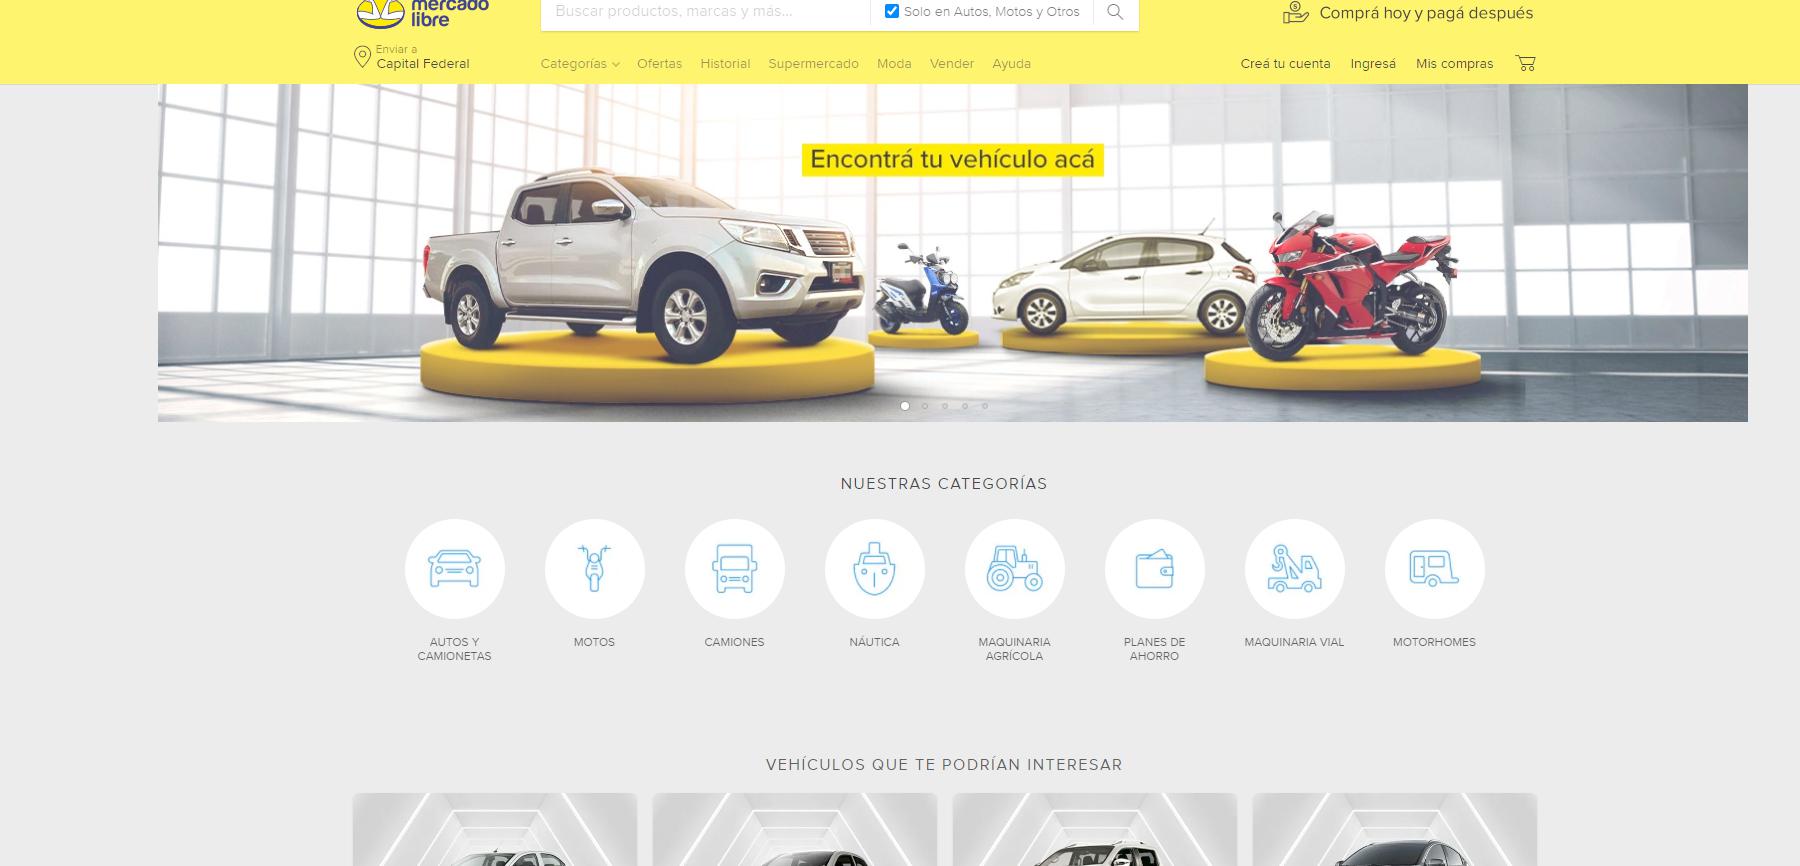 mercado
libre
Buscar productos, marcas y más...
Solo en Autos, Motos y Otros
Comprá hoy y pagá después
Enviar a
Capital Federal
Categorías
Ofertas
Historial
Supermercado
Moda
Vender
Ayuda
Creá tu cuenta
Ingresá
Mis compras
Encontrá tu vehículo acá
NUESTRAS CATEGORÍAS
AUTOS Y
CAMIONETAS
MOTOS
CAMIONES
NÁUTICA
MAQUINARIA
AGRÍCOLA
PLANES DE
AHORRO
MAQUINARIA VIAL
MOTORHOMES
VEHÍCULOS QUE TE PODRÍAN INTERESAR